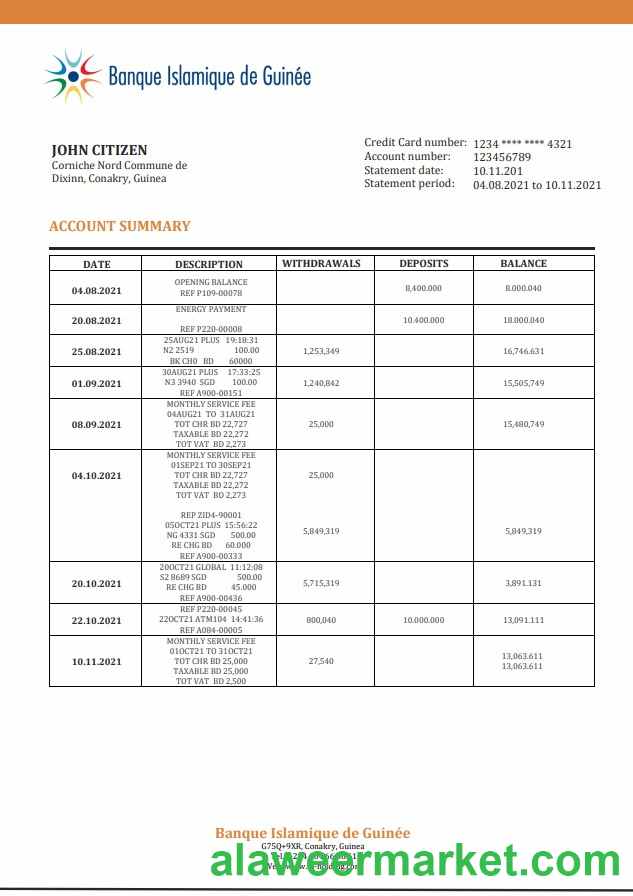 Banque Islamique de Guinée
JOHN CITIZEN
Corniche Nord Commune de
Dixinn, Conakry, Guinea
Credit Card number: 1234 **** **** 4321
Account number: 123456789
Statement date: 10.11.201
Statement period: 04.08.2021 to 10.11.2021
ACCOUNT SUMMARY
DATE DESCRIPTION WITHDRAWALS DEPOSITS BALANCE
OPENING BALANCE
04.08.2021 8,400.000 8.000.040
REF P109-00078
ENERGY PAYMENT
20.08.2021 10.400.000 18.000.040
REF P220-00008
25AUG21 PLUS 19:18:31
25.08.2021 N2 2519 100.00 1,253,349 16,746.631
BK CH0 BD 60000
30AUG21 PLUS 17:33:25
01.09.2021 N3 3940 SGD 100.00 1,240,842 15,505,749
REF A900-00151
MONTHLY SERVICE FEE
04AUG21 TO 31AUG21
08.09.2021 TOT CHR BD 22,727 25,000 15,480,749
TAXABLE BD 22,272
TOT VAT BD 2,273
MONTHLY SERVICE FEE
01SEP21 TO 30SEP21
04.10.2021 TOT CHR BD 22,727 25,000
TAXABLE BD 22,272
TOT VAT BD 2,273
REP ZID4-90001
05OCT21 PLUS 15:56:22
NG 4331 SGD 500.00 5,849,319 5,849,319
RE CHG BD 60.000
REF A900-00333
20OCT21 GLOBAL 11:12:08
S2 8689 SGD 500.00
20.10.2021 5,715,319 3,891.131
RE CHG BD 45.000
REF A900-00436
REF P220-00045
22.10.2021 22OCT21 ATM104 14:41:36 800,040 10.000.000 13,091.111
REF A084-00005
MONTHLY SERVICE FEE
01OCT21 TO 31OCT21
10.11.2021 TOT CHR BD 25,000 27,540 13,063.611
TAXABLE BD 25,000 13,063.611
TOT VAT BD 2,500
Banque Islamique de Guinée
G75Q+9XR, Conakry, Guinea
alaweermarket.com